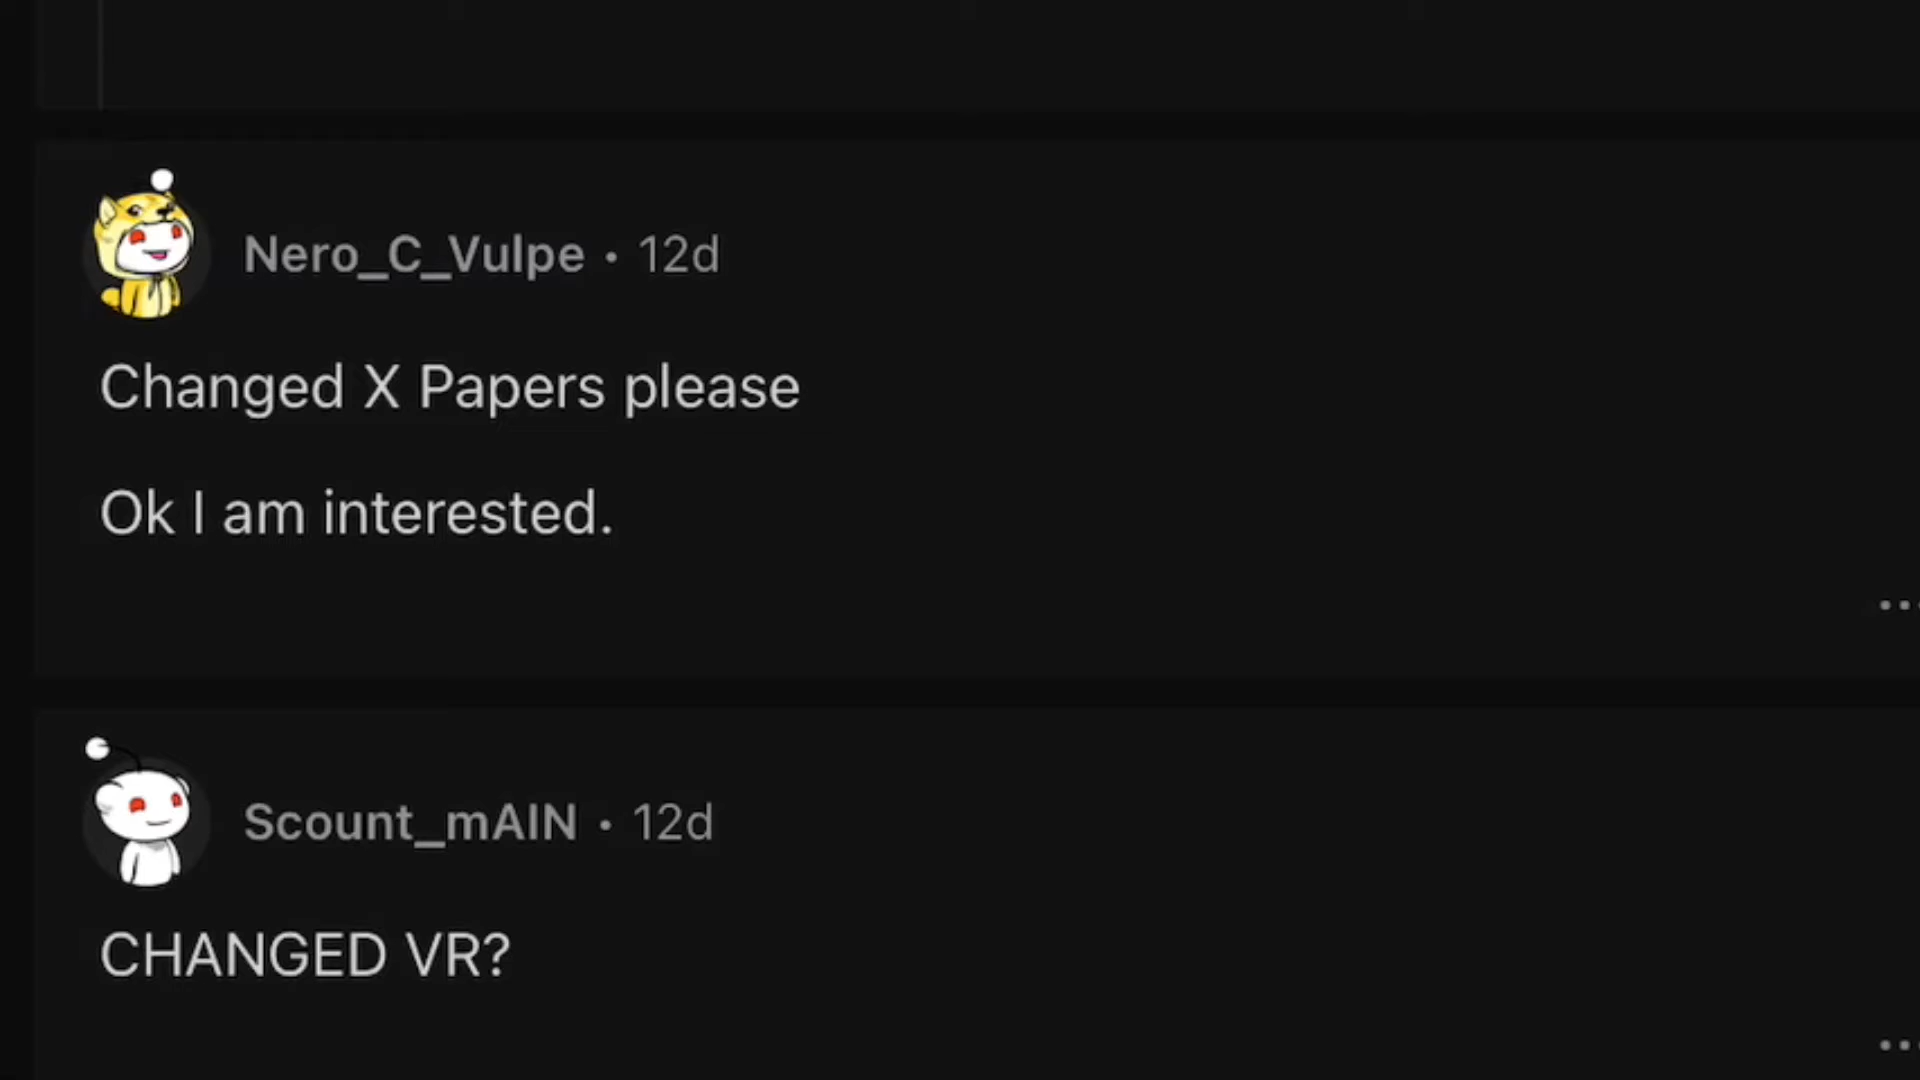 Nero_C_Vulpe • 12d
Changed X Papers please
Ok I am interested.
Scount_mAIN • 12d
CHANGED VR?